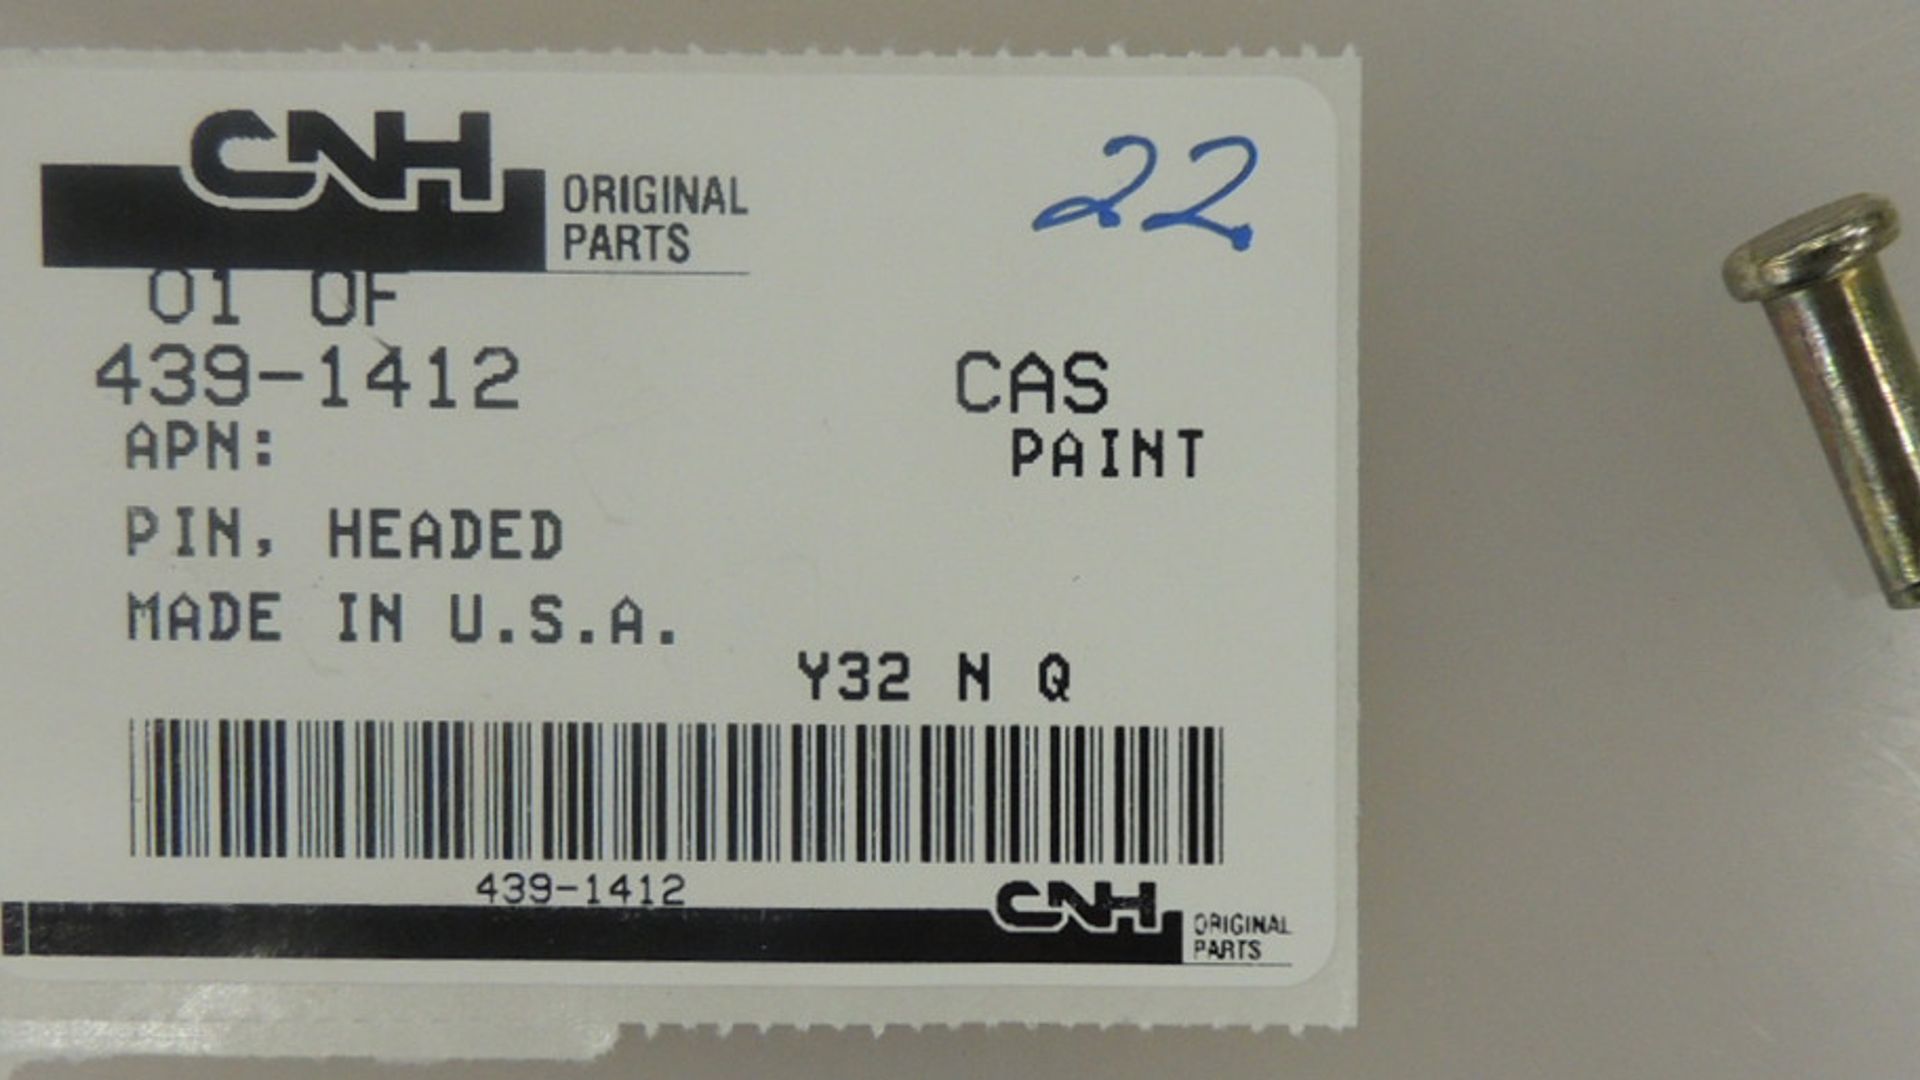 CNH
ORIGINAL
PARTS
22
01 OF
439-1412
CAS
APN:
PAINT
PIN, HEADED
MADE IN U.S.A.
Y32 N Q
439-1412
CNH
ORIGINAL
PARTS